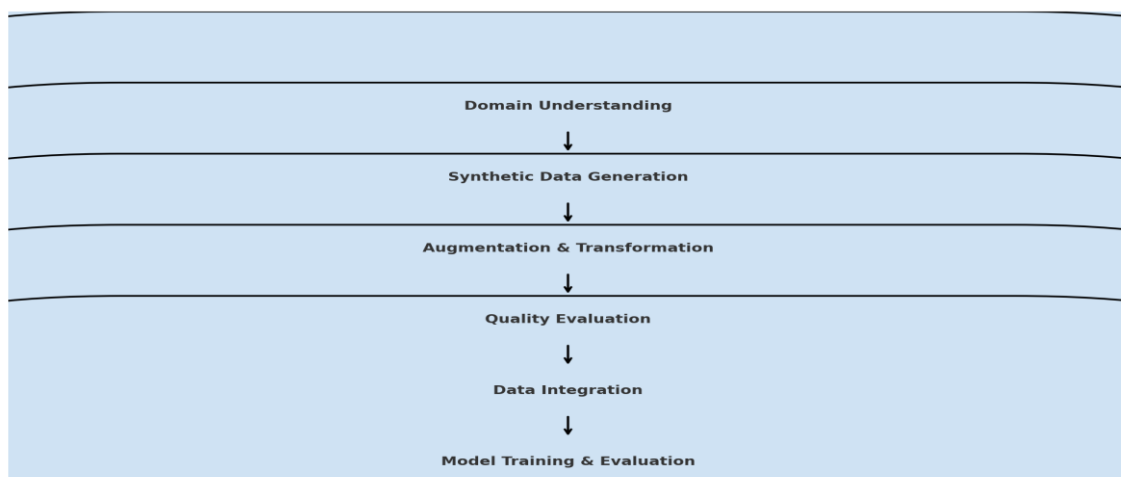 Domain Understanding
Synthetic Data Generation
Augmentation & Transformation
Quality Evaluation
Data Integration
Model Training & Evaluation